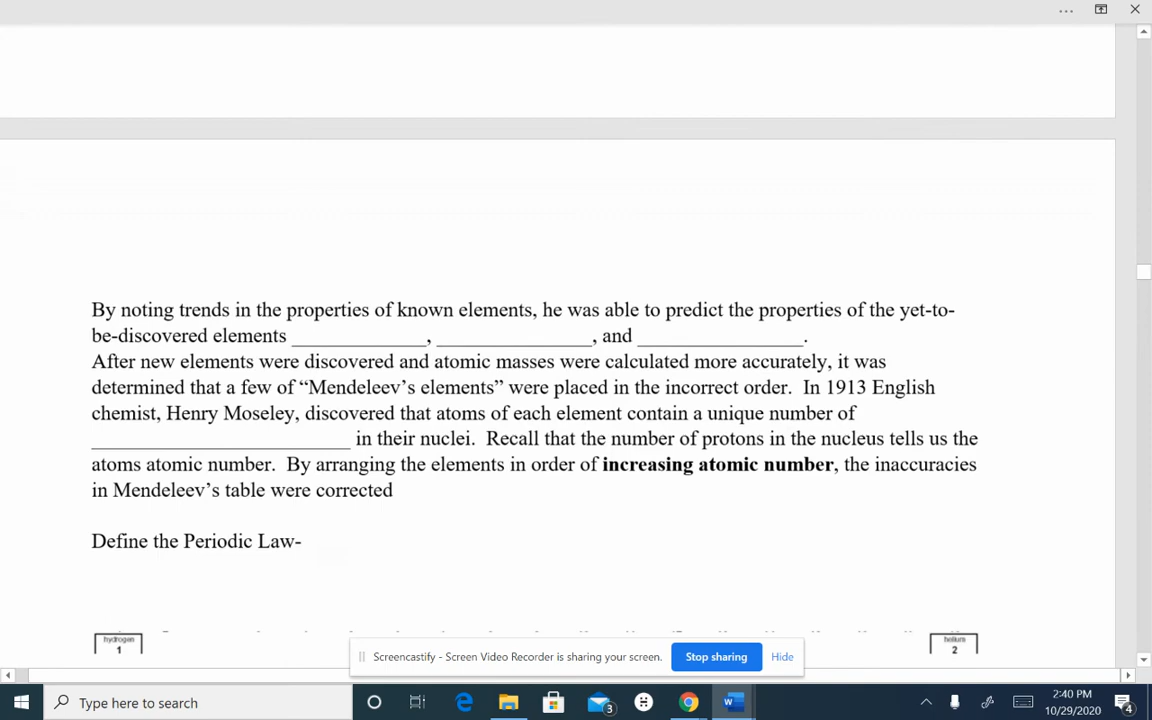 By noting trends in the properties of known elements, he was able to predict the properties of the yet-to-
be-discovered elements _____________, _______________, and ________________.
After new elements were discovered and atomic masses were calculated more accurately, it was
determined that a few of “Mendeleev’s elements” were placed in the incorrect order.  In 1913 English
chemist, Henry Moseley, discovered that atoms of each element contain a unique number of
_________________________ in their nuclei.  Recall that the number of protons in the nucleus tells us the
atoms atomic number.  By arranging the elements in order of increasing atomic number, the inaccuracies
in Mendeleev’s table were corrected
Define the Periodic Law-
hydrogen
1
helium
2
Screencastify - Screen Video Recorder is sharing your screen.
Stop sharing
Hide
Type here to search
3
2:40 PM
10/29/2020
4